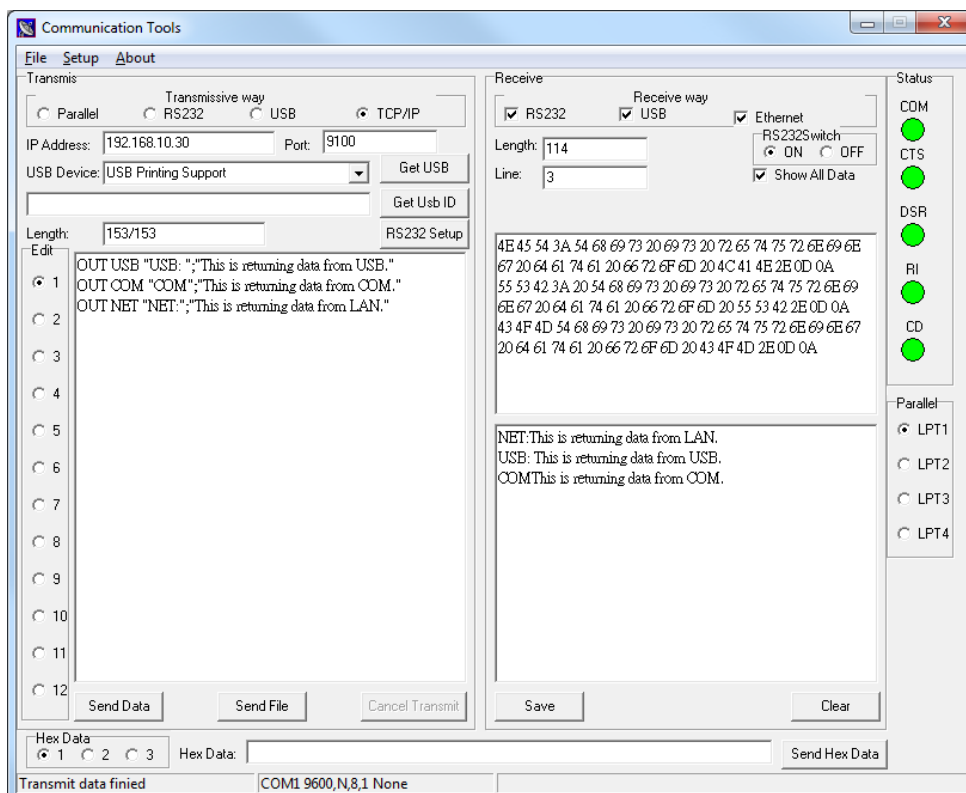 Communication Tools
File Setup About
Transmis
Transmissive way
Parallel RS232 USB TCP/IP
IP Address: 192.168.10.30 Port: 9100
USB Device: USB Printing Support Get USB
Get Usb ID
Length: 153/153 RS232 Setup
Edit
1
2
3
4
5
6
7
8
9
10
11
12
OUT USB "USB: ";"This is returning data from USB."
OUT COM "COM";"This is returning data from COM."
OUT NET "NET:";"This is returning data from LAN."
Send Data Send File Cancel Transmit
Receive
Receive way
RS232 USB Ethernet
Length: 114
Line: 3
RS232Switch
ON OFF
Show All Data
4E 45 54 3A 54 68 69 73 20 69 73 20 72 65 74 75 72 6E 69 6E
67 20 64 61 74 61 20 66 72 6F 6D 20 4C 41 4E 2E 0D 0A
55 53 42 3A 20 54 68 69 73 20 69 73 20 72 65 74 75 72 6E 69
6E 67 20 64 61 74 61 20 66 72 6F 6D 20 55 53 42 2E 0D 0A
43 4F 4D 54 68 69 73 20 69 73 20 72 65 74 75 72 6E 69 6E 67
20 64 61 74 61 20 66 72 6F 6D 20 43 4F 4D 2E 0D 0A
NET:This is returning data from LAN.
USB: This is returning data from USB.
COMThis is returning data from COM.
Save Clear
Status
COM
CTS
DSR
RI
CD
Parallel
LPT1
LPT2
LPT3
LPT4
Hex Data
1 2 3
Hex Data: Send Hex Data
Transmit data finied COM1 9600,N,8,1 None